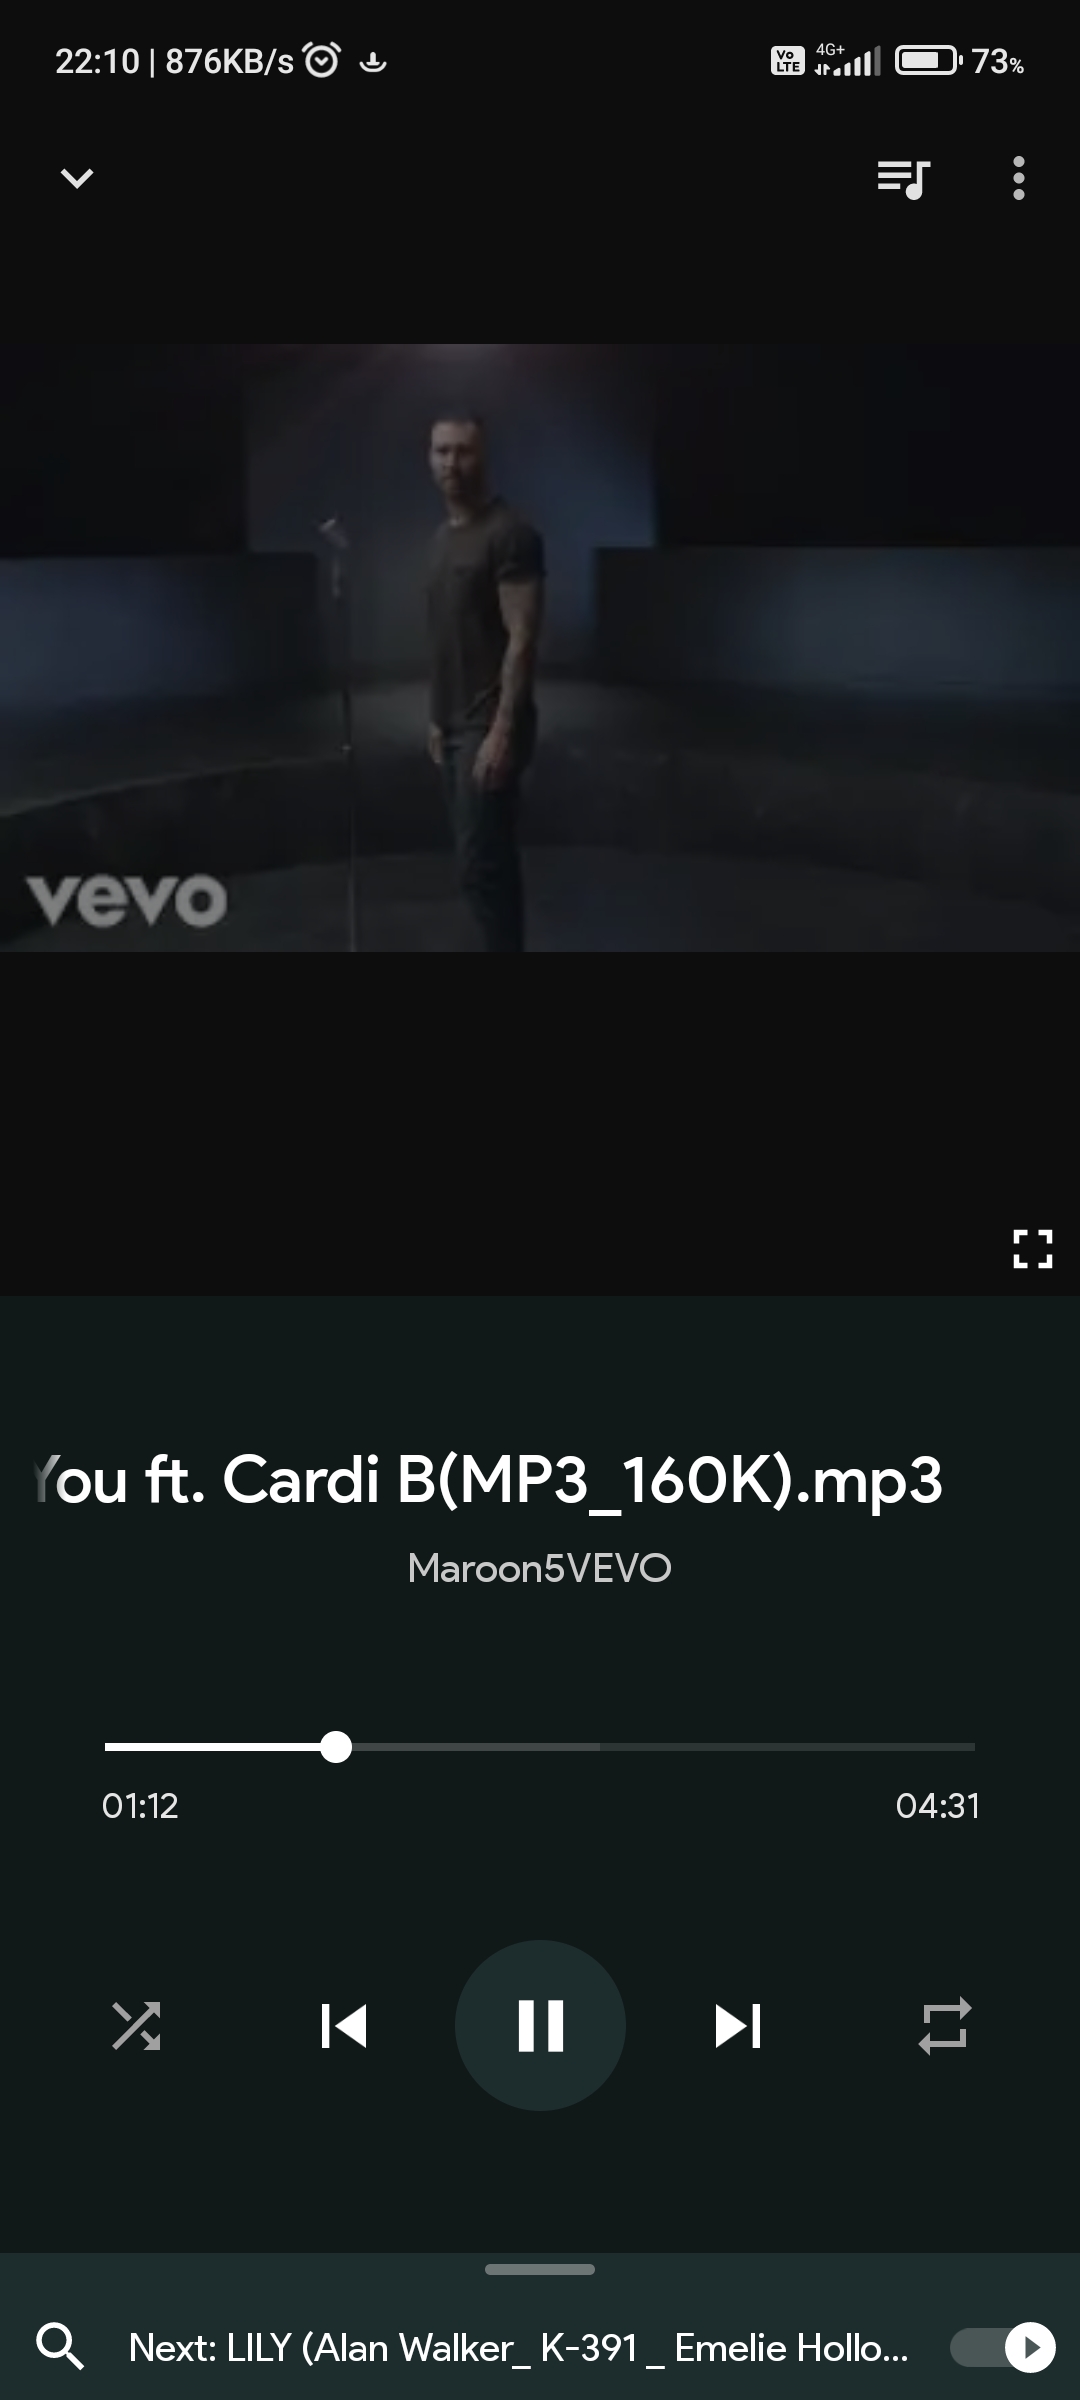 22:10 | 876KB/s Vo LTE 4G+ 73%
vevo
You ft. Cardi B(MP3_160K).mp3
Maroon5VEVO
01:12 04:31
Next: LILY (Alan Walker_ K-391 _ Emelie Hollo...